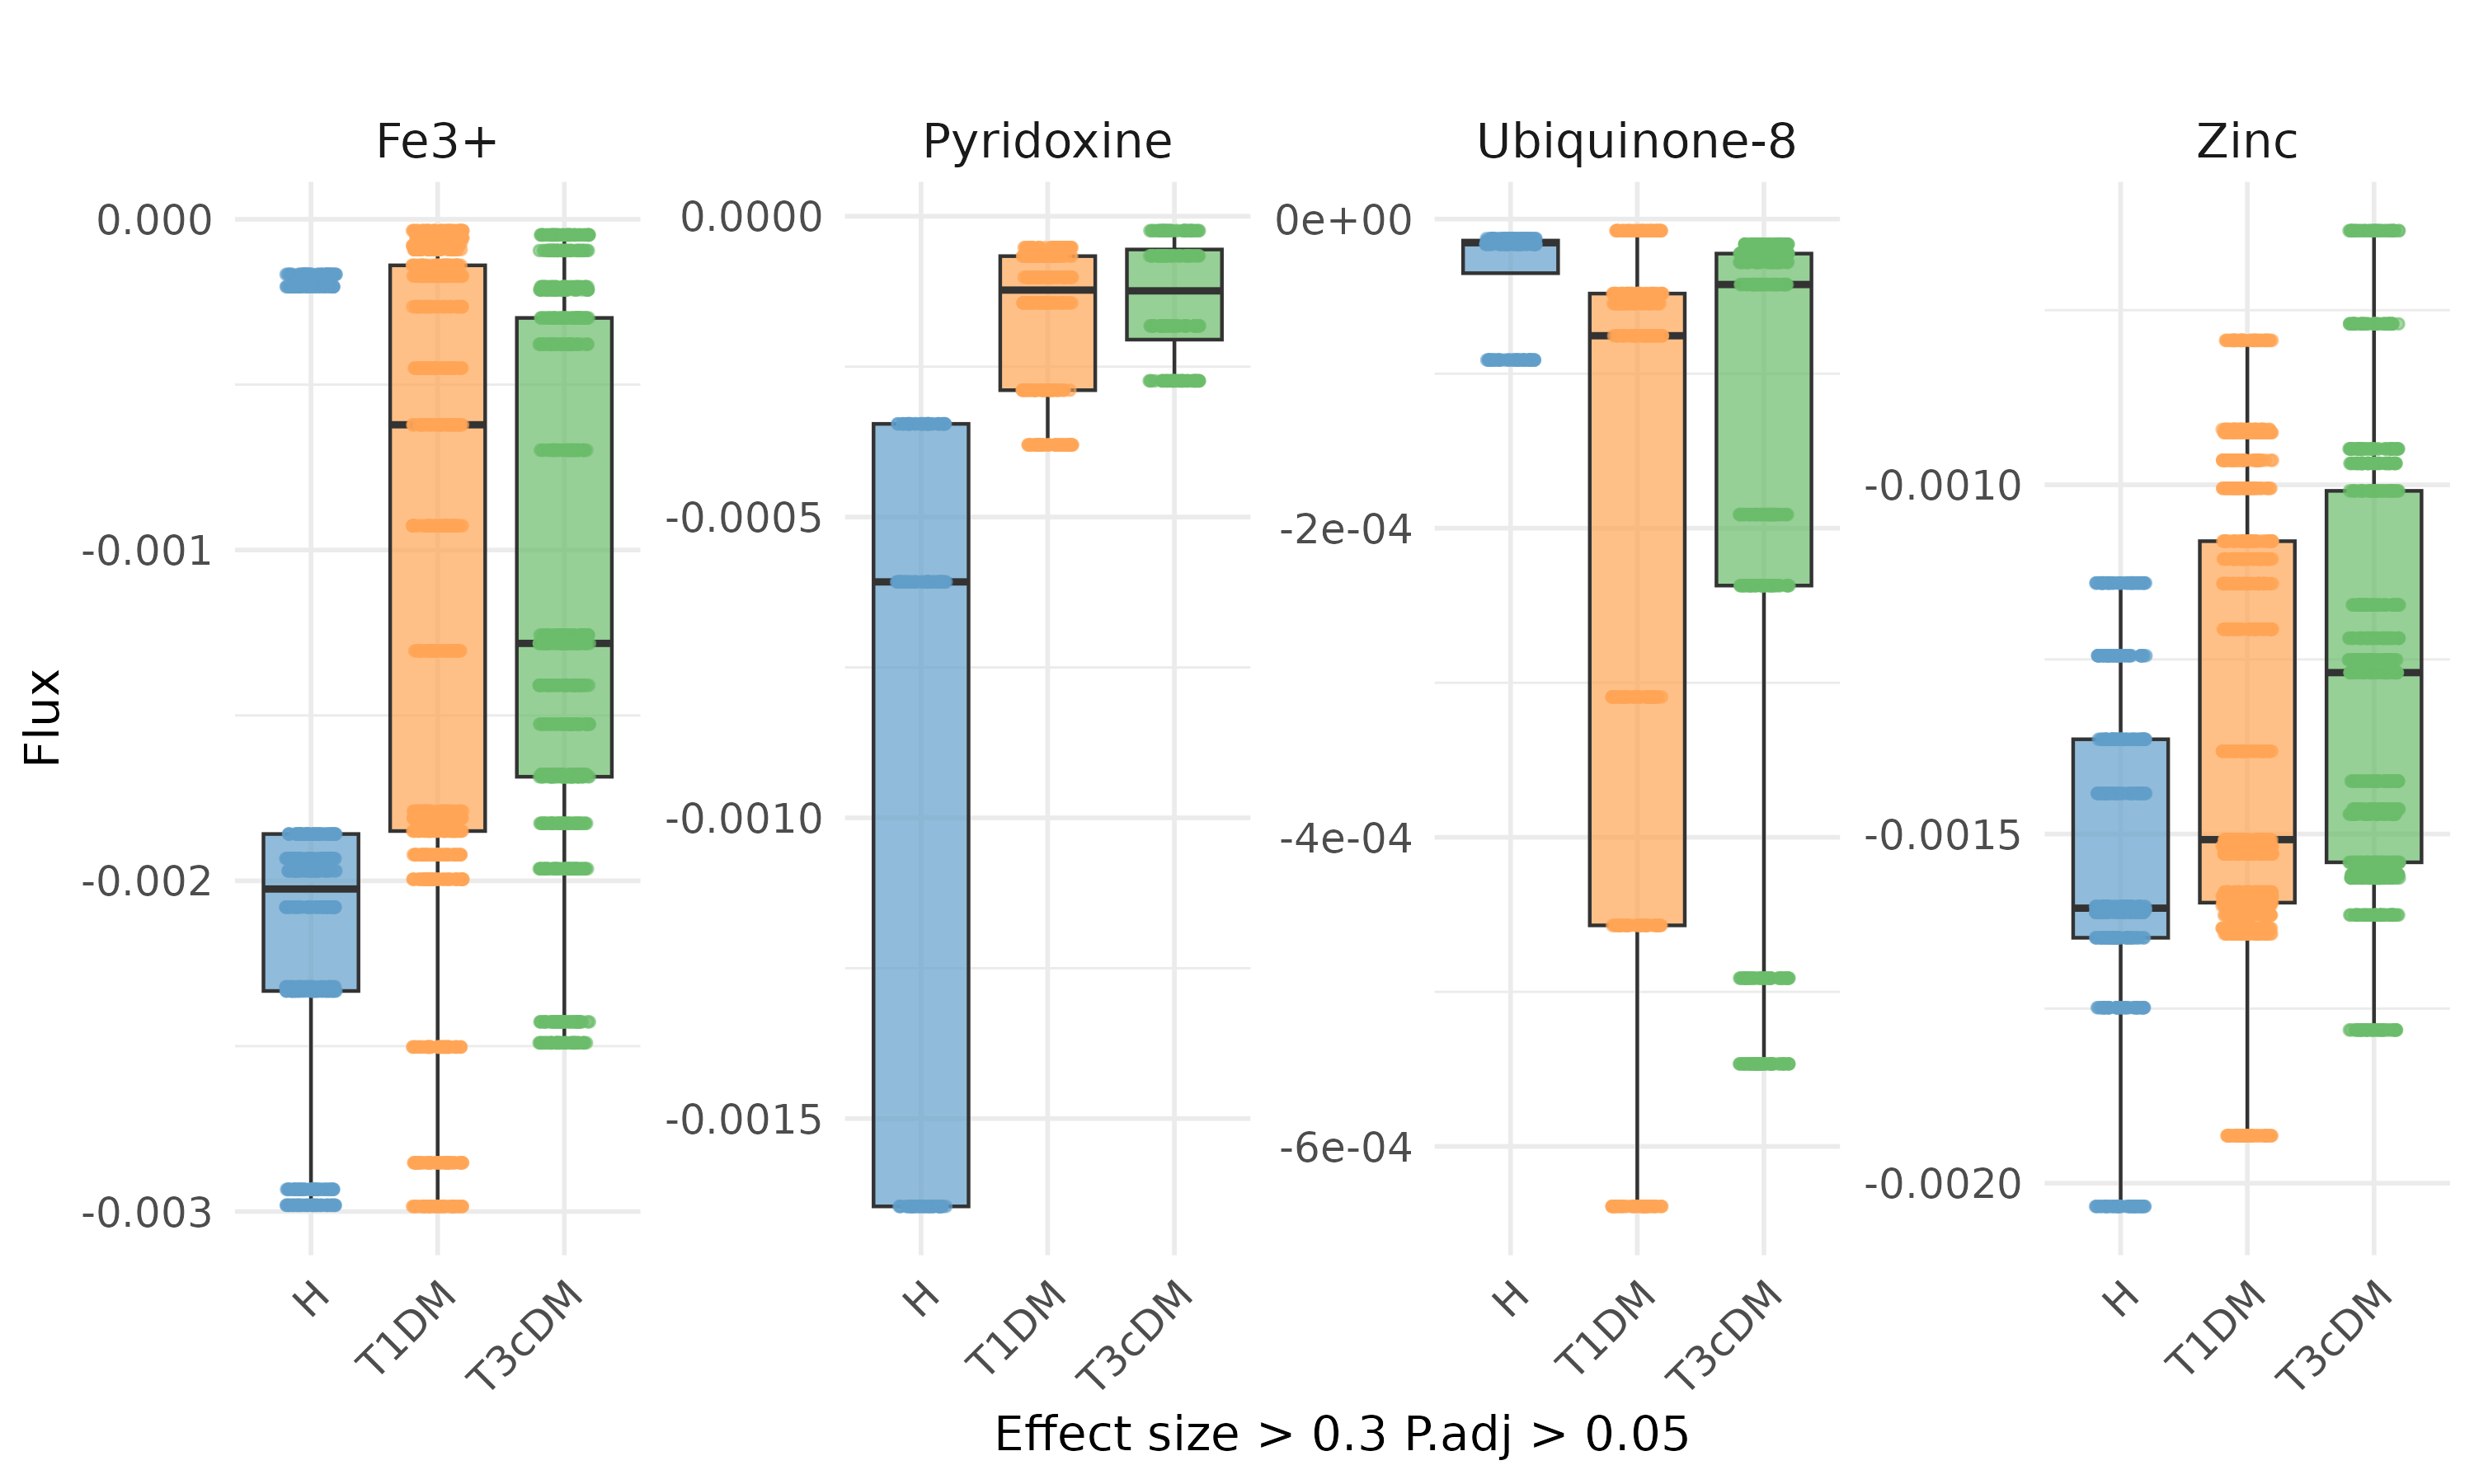 Fe3+
Pyridoxine
Ubiquinone-8
Zinc
Flux
0.000
-0.001
-0.002
-0.003
0.0000
-0.0005
-0.0010
-0.0015
0e+00
-2e-04
-4e-04
-6e-04
-0.0010
-0.0015
-0.0020
H
T1DM
T3cDM
H
T1DM
T3cDM
H
T1DM
T3cDM
H
T1DM
T3cDM
Effect size > 0.3 P.adj > 0.05